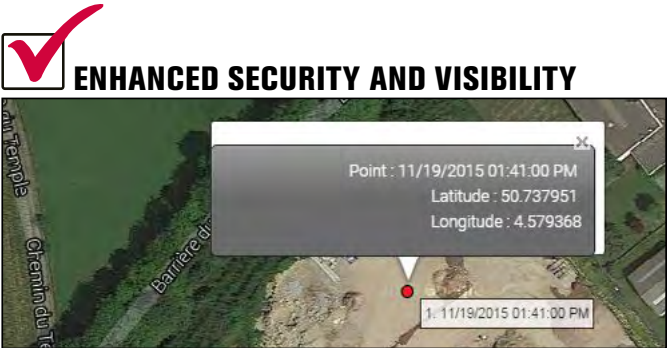 ENHANCED SECURITY AND VISIBILITY
Point : 11/19/2015 01:41:00 PM
Latitude : 50.737951
Longitude : 4.579368
1. 11/19/2015 01:41:00 PM
Temple
Chemin du
Barrière